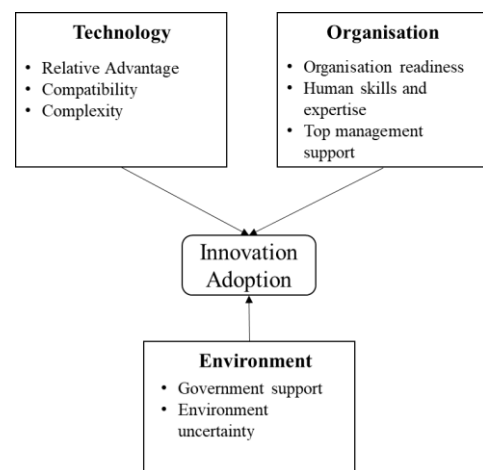 Technology
• Relative Advantage
• Compatibility
• Complexity
Organisation
• Organisation readiness
• Human skills and
expertise
• Top management
support
Innovation
Adoption
Environment
• Government support
• Environment
uncertainty